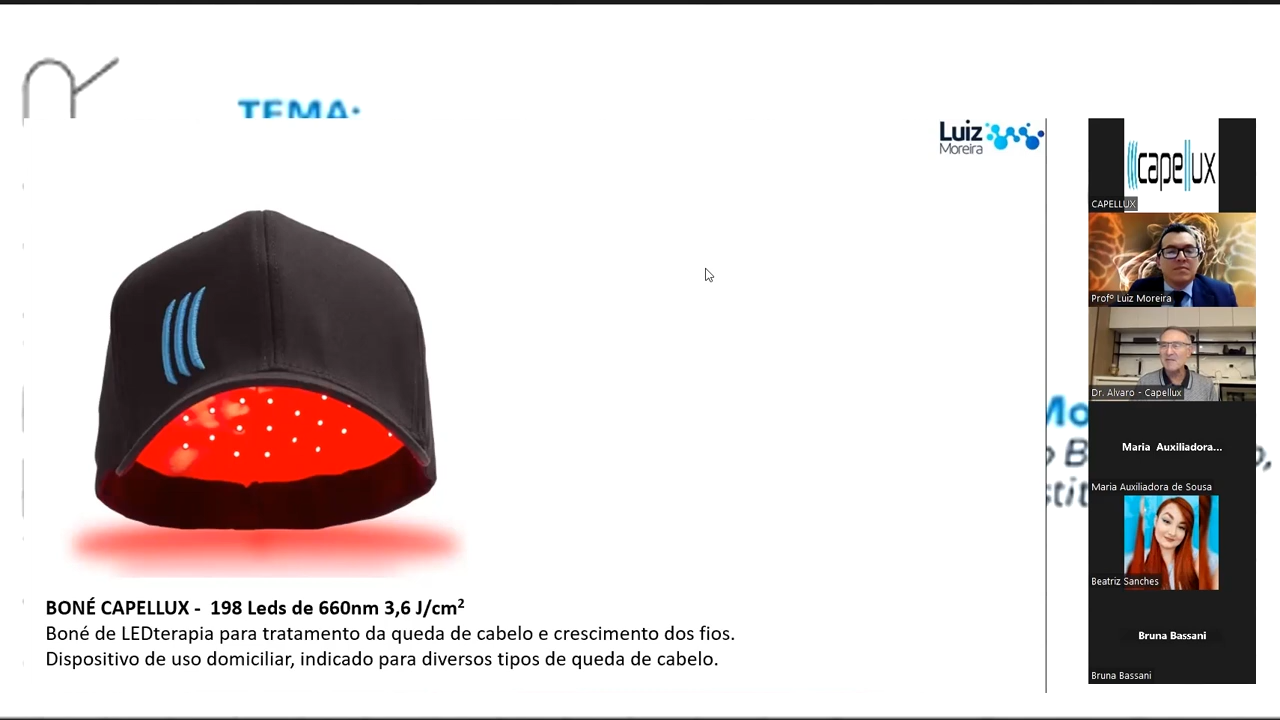 TEMA:
Luiz
Moreira
BONÉ CAPELLUX - 198 Leds de 660nm 3,6 J/cm²
Boné de LEDterapia para tratamento da queda de cabelo e crescimento dos fios.
Dispositivo de uso domiciliar, indicado para diversos tipos de queda de cabelo.
capellux
CAPELLUX
Profº Luiz Moreira
Dr. Alvaro - Capellux
Maria Auxiliadora...
Maria Auxiliadora de Sousa
Beatriz Sanches
Bruna Bassani
Bruna Bassani